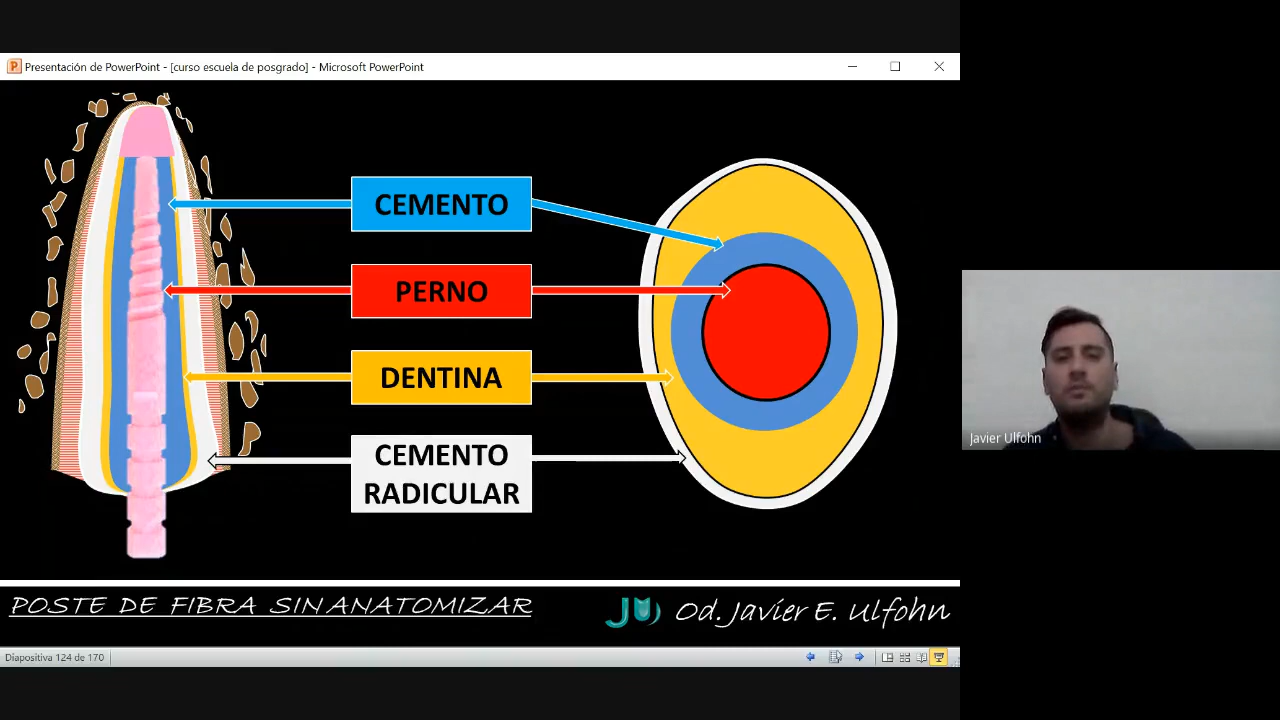 Presentación de PowerPoint - [curso escuela de posgrado] - Microsoft PowerPoint
CEMENTO
PERNO
DENTINA
CEMENTO
RADICULAR
Javier Ulfohn
POSTE DE FIBRA SIN ANATOMIZAR
JU Od. Javier E. Ulfohn
Diapositiva 124 de 170